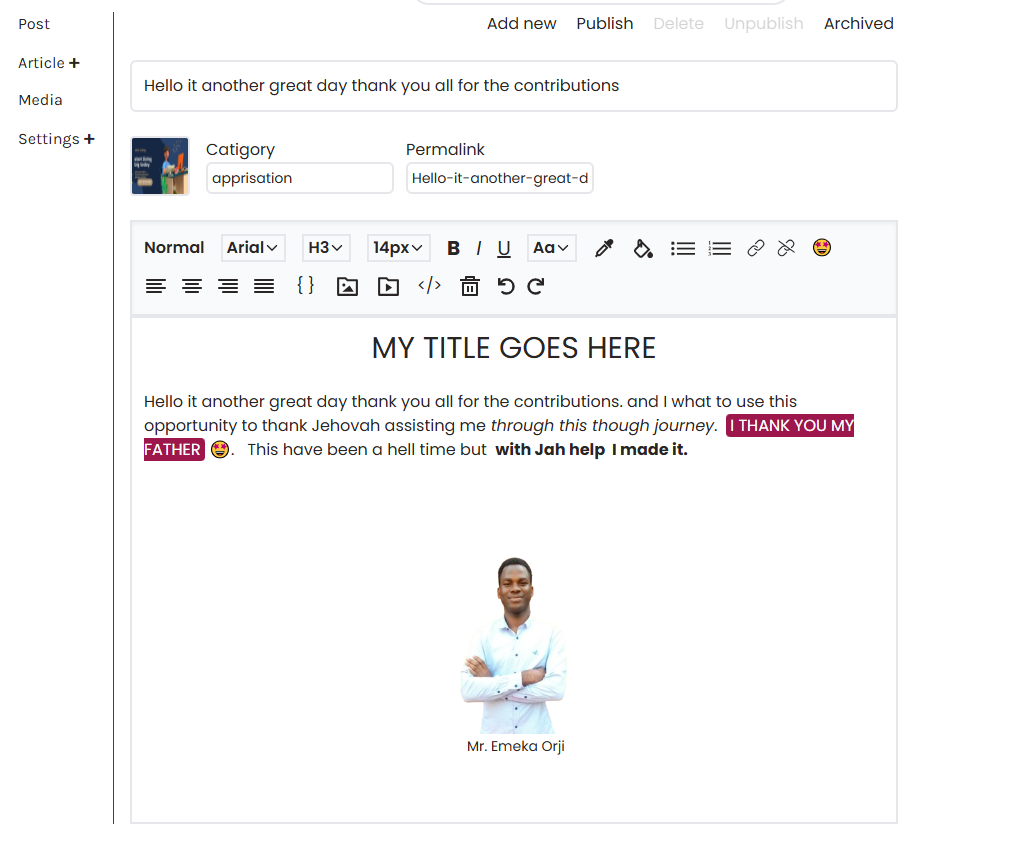 Post
Article +
Media
Settings +
Add new Publish Delete Unpublish Archived
Hello it another great day thank you all for the contributions
Catigory Permalink
apprisation Hello-it-another-great-d
Normal Arial H3 14px B I U Aa
{ } </>
MY TITLE GOES HERE
Hello it another great day thank you all for the contributions. and I what to use this
opportunity to thank Jehovah assisting me through this though journey. I THANK YOU MY
FATHER 🤩. This have been a hell time but with Jah help I made it.
Mr. Emeka Orji